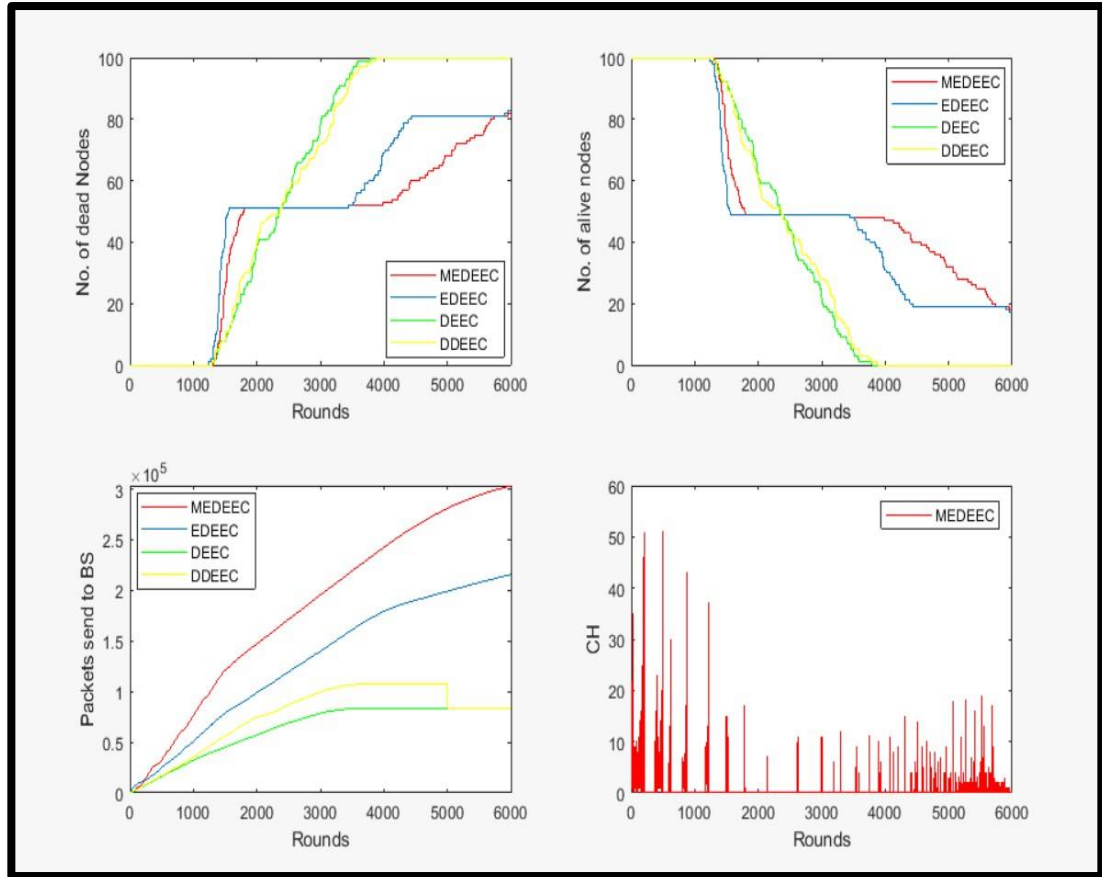 100
80
60
40
20
0
No. of dead Nodes
MEDEEC
EDEEC
DEEC
DDEEC
0 1000 2000 3000 4000 5000 6000
Rounds
100
80
60
40
20
0
No. of alive nodes
MEDEEC
EDEEC
DEEC
DDEEC
0 1000 2000 3000 4000 5000 6000
Rounds
×10^5
3
2.5
2
1.5
1
0.5
0
Packets send to BS
MEDEEC
EDEEC
DEEC
DDEEC
0 1000 2000 3000 4000 5000 6000
Rounds
60
50
40
30
20
10
0
CH
MEDEEC
0 1000 2000 3000 4000 5000 6000
Rounds